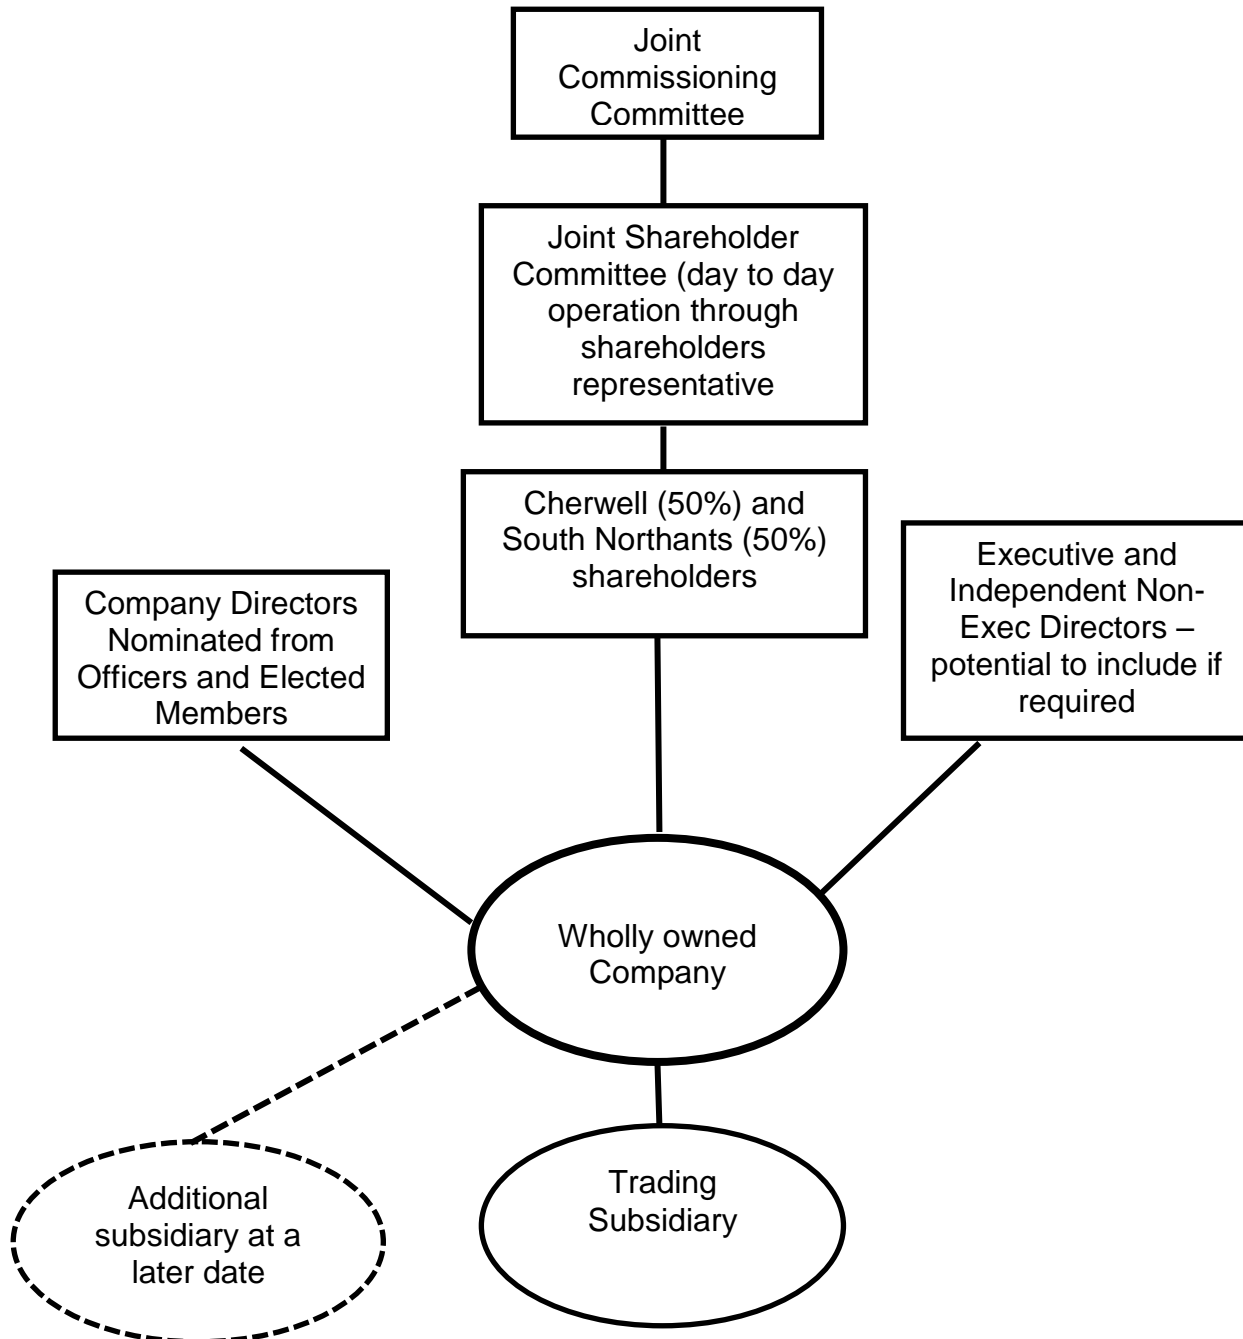 Joint
Commissioning
Committee
Joint Shareholder
Committee (day to day
operation through
shareholders
representative
Cherwell (50%) and
South Northants (50%)
shareholders
Company Directors
Nominated from
Officers and Elected
Members
Executive and
Independent Non-
Exec Directors –
potential to include if
required
Wholly owned
Company
Additional
subsidiary at a
later date
Trading
Subsidiary